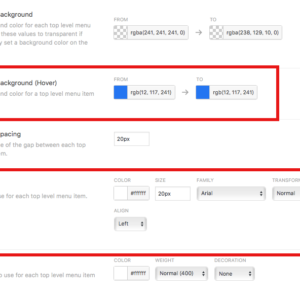 ackground
FROM
TO
nd color for each top level menu
these values to transparent if
rgba(241, 241, 241, 0)
→
rgba(238, 129, 10, 0)
y set a background color on the
ackground (Hover)
FROM
TO
nd color for a top level menu item
rgb(12, 117, 241)
→
rgb(12, 117, 241)
pacing
e of the gap between each top
20px
m.
COLOR
SIZE
FAMILY
TRANSFOR
se for each top level menu item.
#ffffff
20px
Arial
Normal
ALIGN
Left
COLOR
WEIGHT
DECORATION
o use for each top level menu item
#ffffff
Normal (400)
None